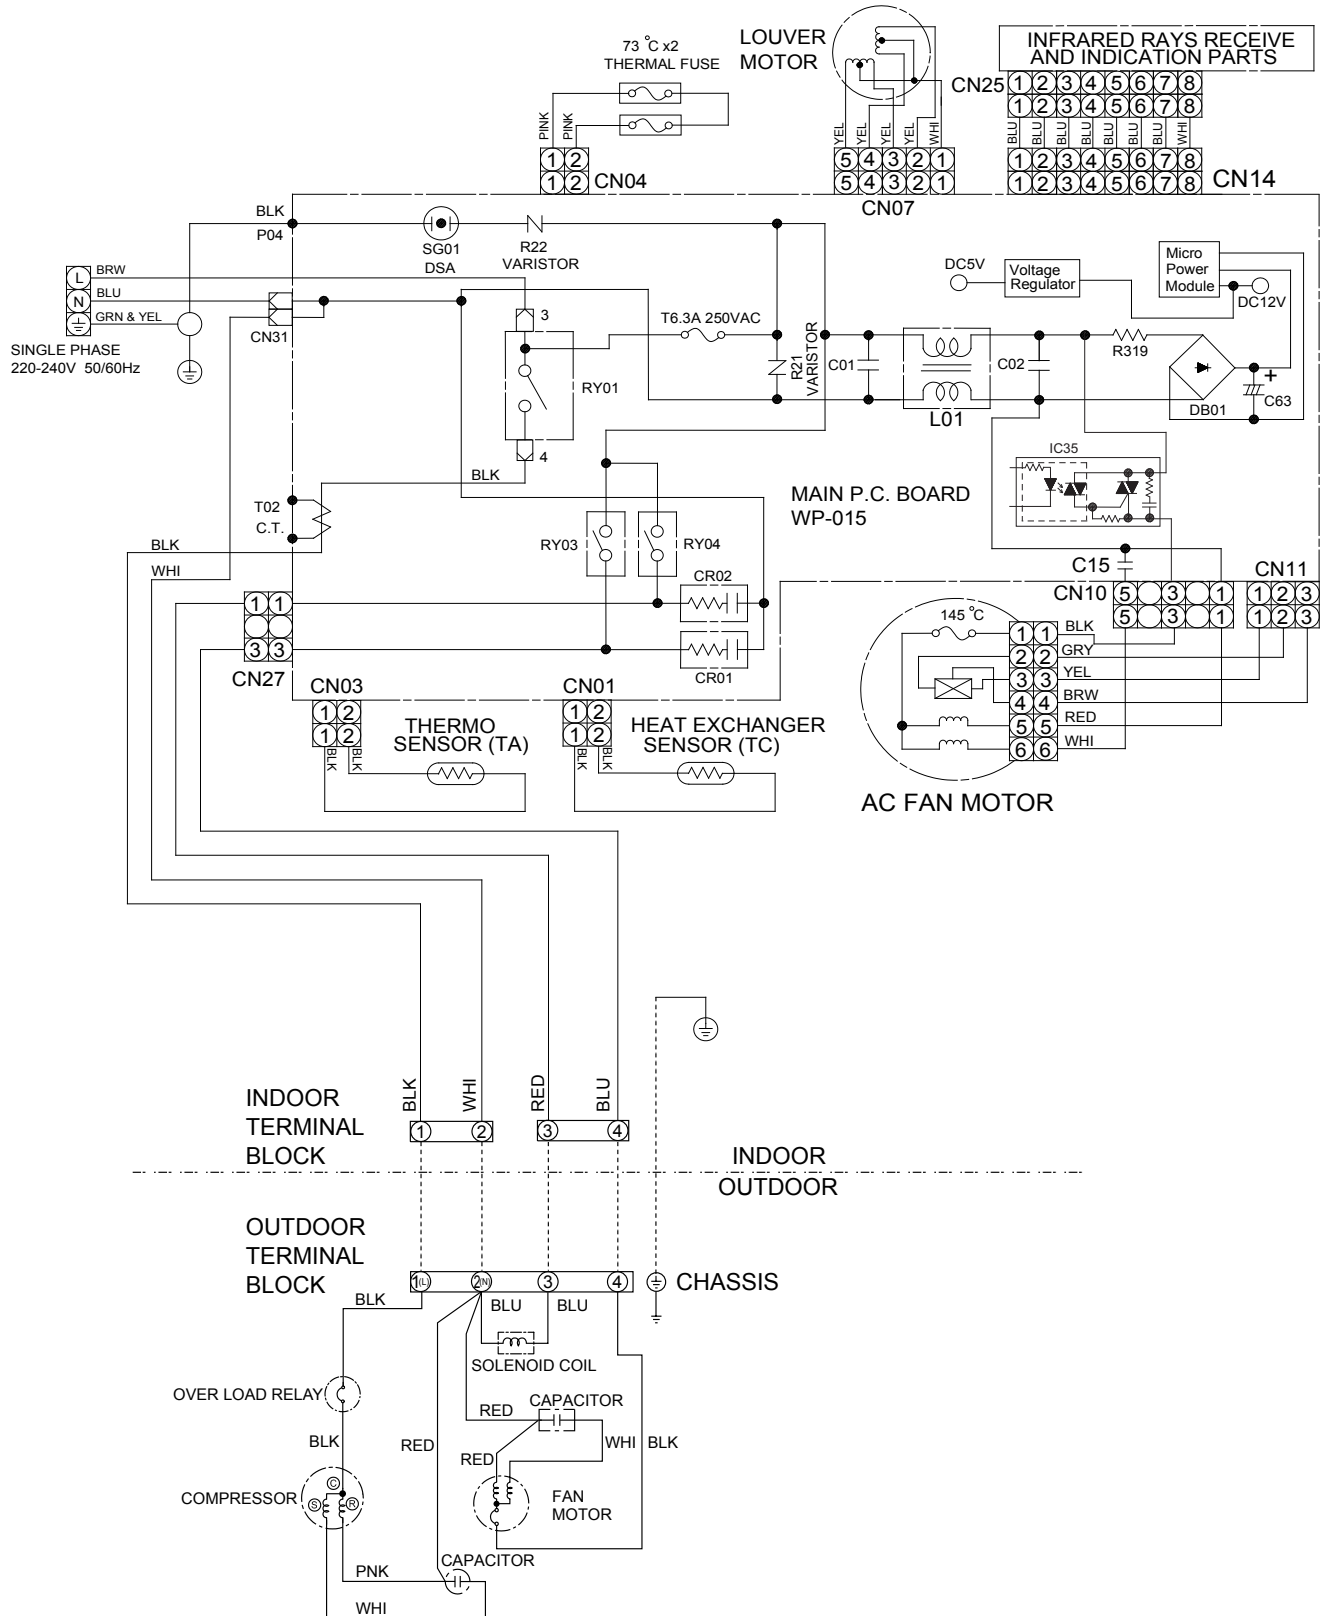 73 °C x2
THERMAL FUSE
LOUVER
MOTOR
INFRARED RAYS RECEIVE
AND INDICATION PARTS
CN25
1 2 3 4 5 6 7 8
1 2 3 4 5 6 7 8
PINK PINK
YEL YEL YEL YEL WHI
BLU BLU BLU BLU BLU BLU BLU WHI
1 2
1 2
CN04
5 4 3 2 1
5 4 3 2 1
CN07
1 2 3 4 5 6 7 8
1 2 3 4 5 6 7 8
CN14
BLK
P04
SG01
DSA
R22
VARISTOR
L
BRW
N
BLU
GRN & YEL
CN31
SINGLE PHASE
220-240V 50/60Hz
3
RY01
4
BLK
T6.3A 250VAC
R21
VARISTOR
C01
L01
C02
DC5V
Voltage
Regulator
Micro
Power
Module
DC12V
R319
DB01
+
C63
IC35
MAIN P.C. BOARD
WP-015
T02
C.T.
BLK
WHI
RY03
RY04
CR02
CR01
1 1
3 3
CN27
C15
CN10
5 3 1
5 3 1
CN11
1 2 3
1 2 3
145 °C
1 1 BLK
2 2 GRY
3 3 YEL
4 4 BRW
5 5 RED
6 6 WHI
AC FAN MOTOR
CN03
1 2
1 2
BLK BLK
THERMO
SENSOR (TA)
CN01
1 2
1 2
BLK BLK
HEAT EXCHANGER
SENSOR (TC)
BLK WHI RED BLU
INDOOR
TERMINAL
BLOCK
1 2 3 4
INDOOR
OUTDOOR
OUTDOOR
TERMINAL
BLOCK
1(L) 2(N) 3 4
CHASSIS
BLK
BLU
BLU
SOLENOID COIL
OVER LOAD RELAY
CAPACITOR
RED
BLK
RED
WHI
BLK
RED
COMPRESSOR
C
S
R
FAN
MOTOR
CAPACITOR
PNK
WHI